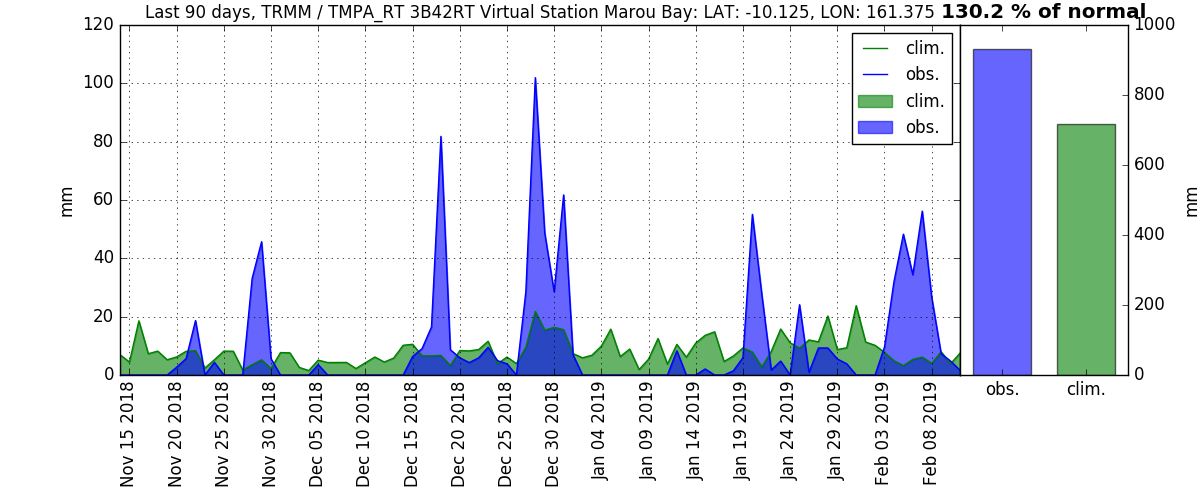 Last 90 days, TRMM / TMPA_RT 3B42RT Virtual Station Marou Bay: LAT: -10.125, LON: 161.375 130.2 % of normal
120
100
80
60
40
20
0
mm
clim.
obs.
clim.
obs.
1000
800
600
400
200
0
mm
obs.
clim.
Nov 15 2018
Nov 20 2018
Nov 25 2018
Nov 30 2018
Dec 05 2018
Dec 10 2018
Dec 15 2018
Dec 20 2018
Dec 25 2018
Dec 30 2018
Jan 04 2019
Jan 09 2019
Jan 14 2019
Jan 19 2019
Jan 24 2019
Jan 29 2019
Feb 03 2019
Feb 08 2019